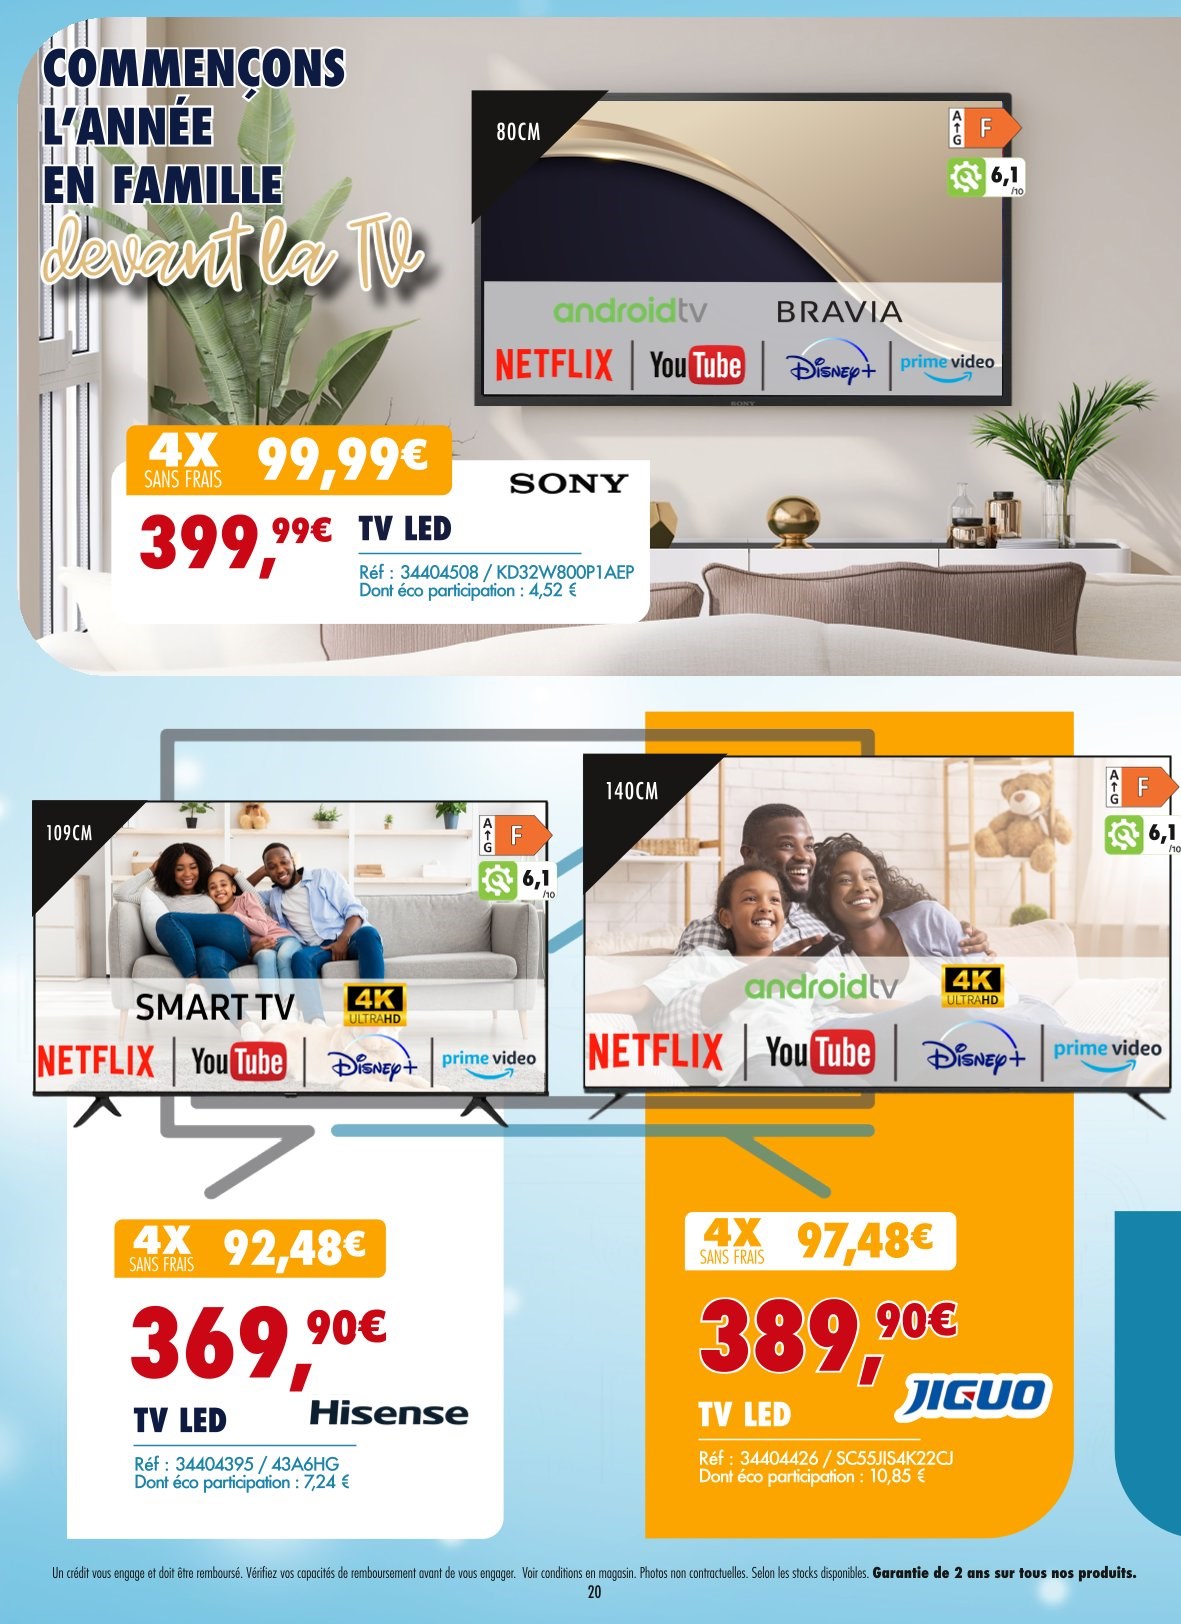 COMMENÇONS
L'ANNÉE
EN FAMILLE
devant la TV
80CM
A
G
F
6,1
/10
androidtv BRAVIA
NETFLIX YouTube Disney+ prime video
SONY
4X
SANS FRAIS
99,99€
SONY
399,99€
TV LED
Réf : 34404508 / KD32W800P1AEP
Dont éco participation : 4,52 €
109CM
A
G
F
6,1
/10
SMART TV 4K
ULTRAHD
NETFLIX YouTube Disney+ prime video
4X
SANS FRAIS
92,48€
369,90€
TV LED
Hisense
Réf : 34404395 / 43A6HG
Dont éco participation : 7,24 €
140CM
A
G
F
6,1
/10
androidtv 4K
ULTRAHD
NETFLIX YouTube Disney+ prime video
4X
SANS FRAIS
97,48€
389,90€
JIGUO
TV LED
Réf : 34404426 / SC55JIS4K22CJ
Dont éco participation : 10,85 €
Un crédit vous engage et doit être remboursé. Vérifiez vos capacités de remboursement avant de vous engager. Voir conditions en magasin. Photos non contractuelles. Selon les stocks disponibles. Garantie de 2 ans sur tous nos produits.
20